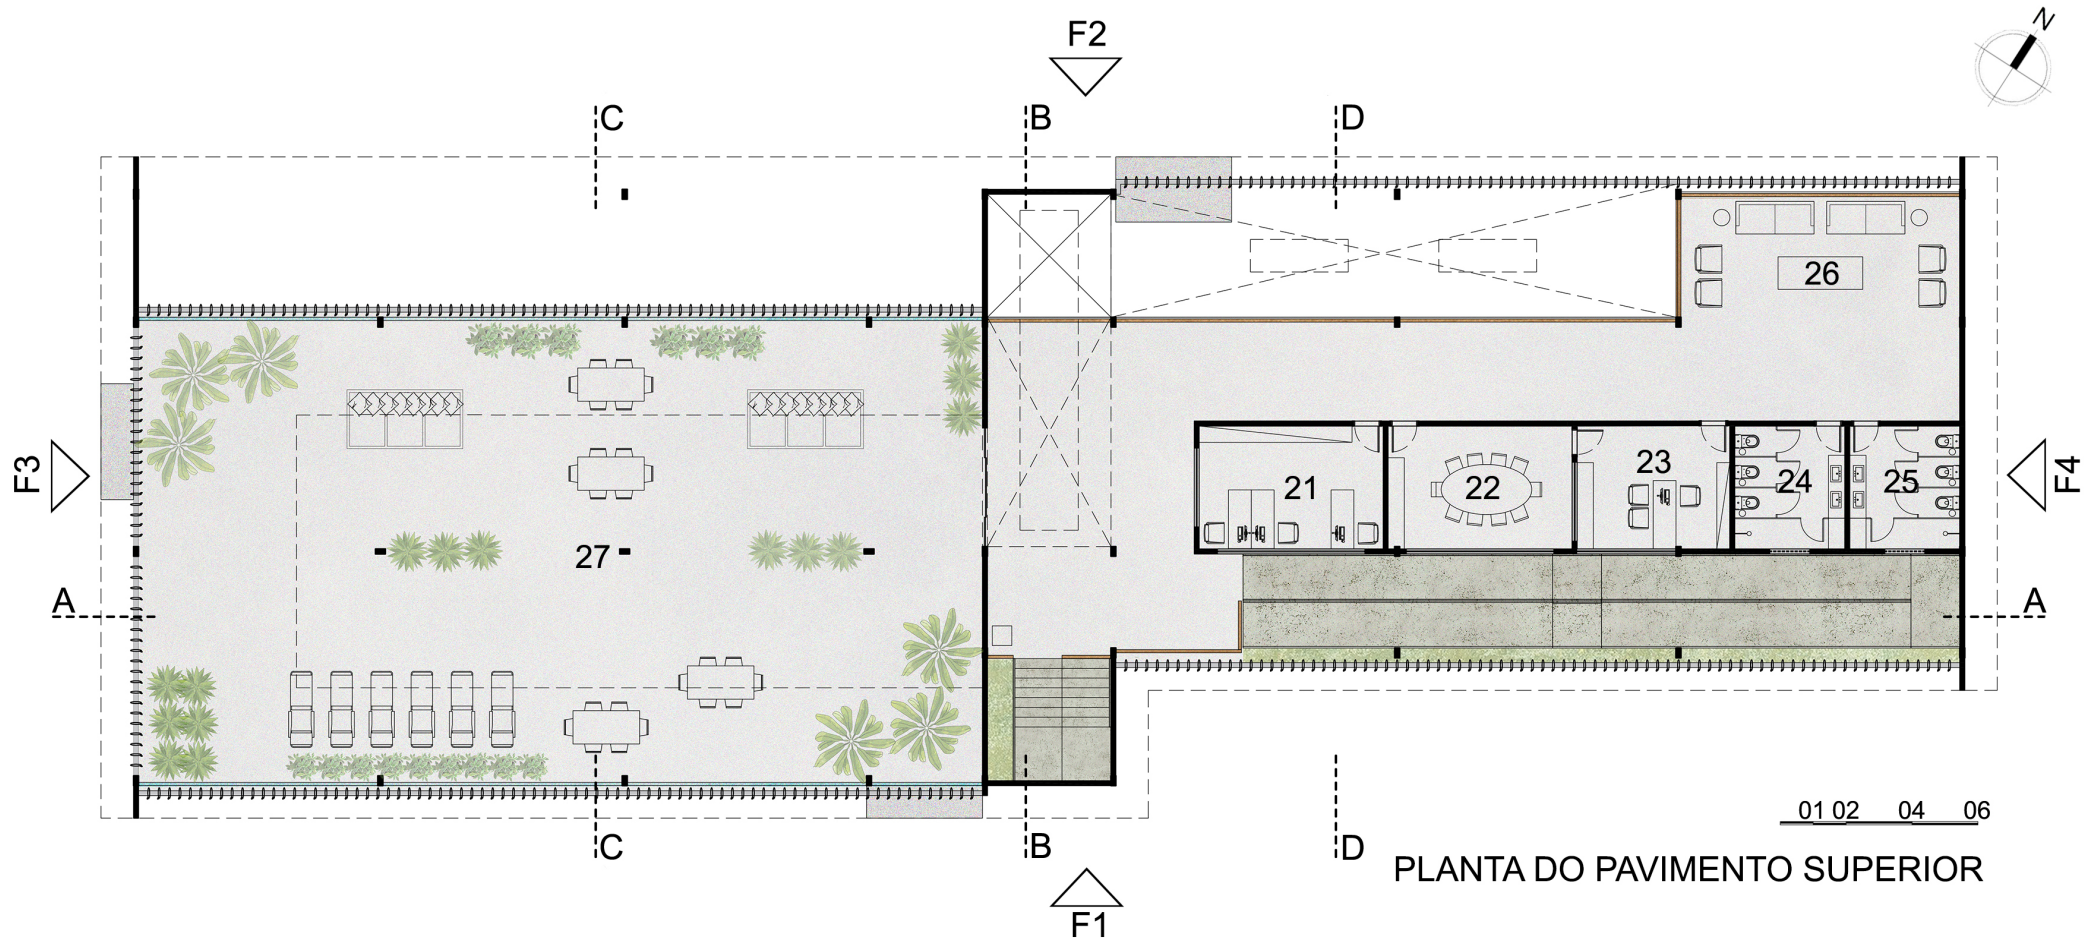 N
F2
C
B
D
26
F3
21
22
23
24
25
F4
27
A
A
01 02 04 06
C
B
D
PLANTA DO PAVIMENTO SUPERIOR
F1